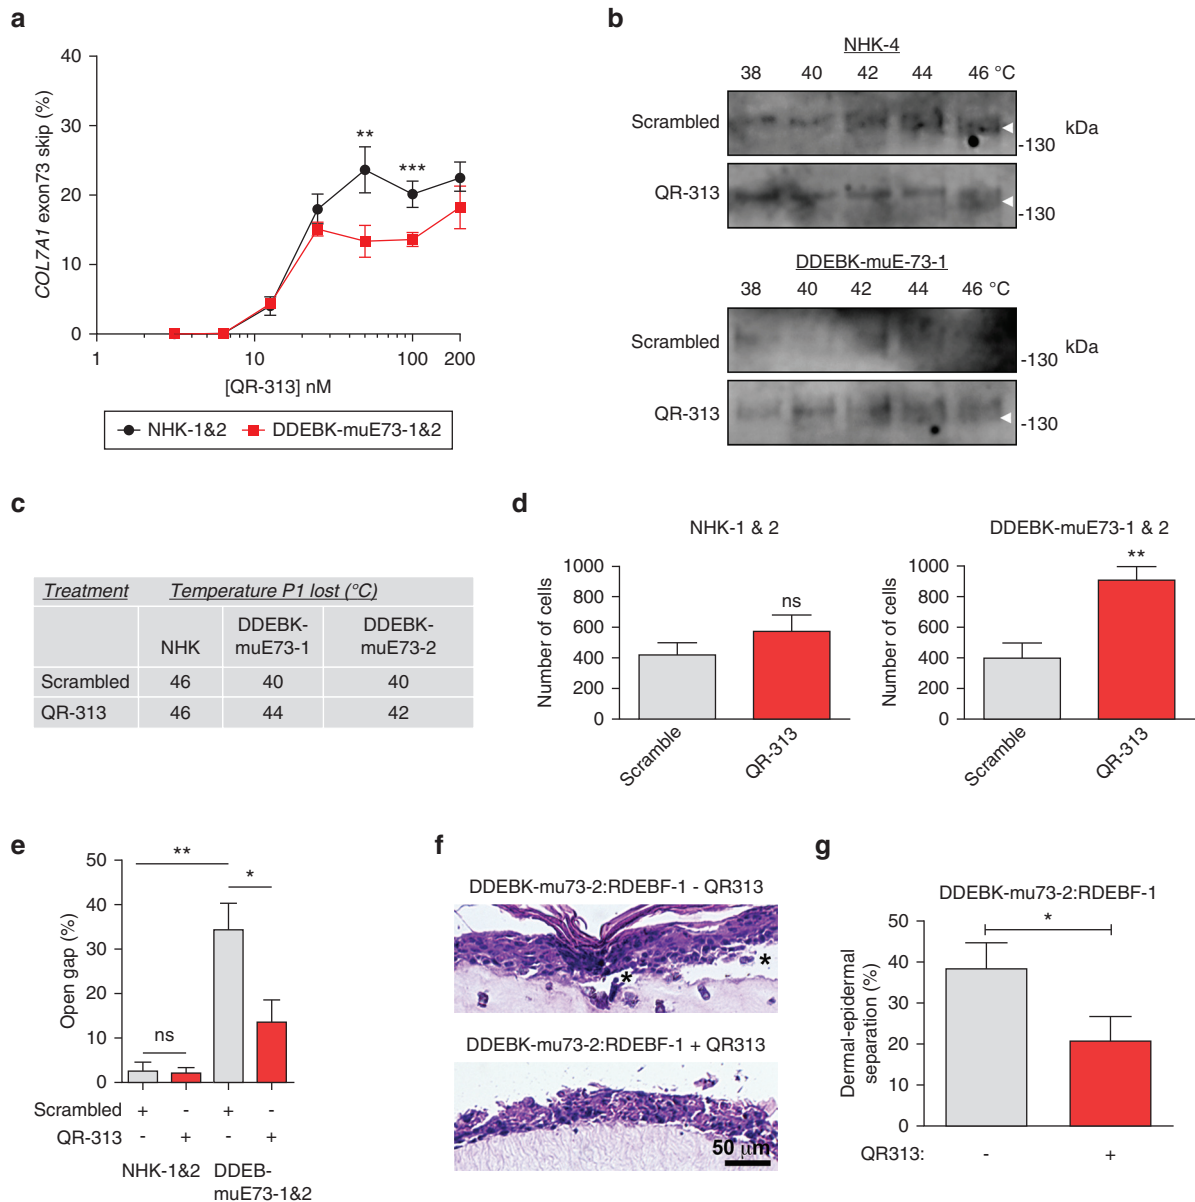 a
40
30
20
10
0
COL7A1 exon73 skip (%)
**
***
1
10
100
200
[QR-313] nM
NHK-1&2
DDEBK-muE73-1&2
b
NHK-4
38 40 42 44 46 °C
Scrambled
-130 kDa
QR-313
-130
DDEBK-muE-73-1
38 40 42 44 46 °C
Scrambled
-130 kDa
QR-313
-130
c
Treatment Temperature P1 lost (°C)
NHK DDEBK-muE73-1 DDEBK-muE73-2
Scrambled 46 40 40
QR-313 46 44 42
d
NHK-1 & 2
1000
800
600
400
200
0
Number of cells
ns
Scramble
QR-313
DDEBK-muE73-1 & 2
1000
800
600
400
200
0
Number of cells
**
Scramble
QR-313
e
50
40
30
20
10
0
Open gap (%)
**
*
ns
Scrambled + - + -
QR-313 - + - +
NHK-1&2 DDEB-
muE73-1&2
f
DDEBK-mu73-2:RDEBF-1 - QR313
*
*
DDEBK-mu73-2:RDEBF-1 + QR313
50 μm
g
DDEBK-mu73-2:RDEBF-1
50
40
30
20
10
0
Dermal-epidermal
separation (%)
*
QR313: - +